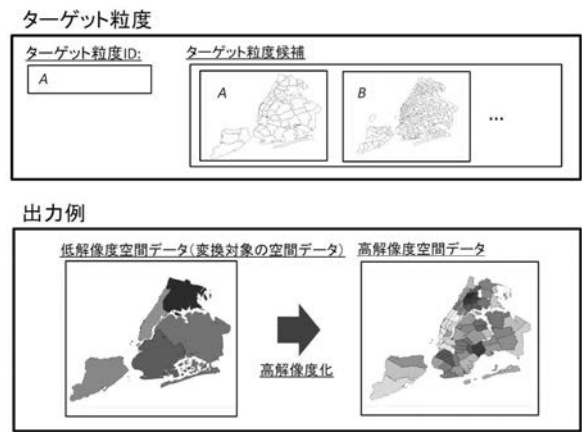 ターゲット粒度
ターゲット粒度ID:
A
ターゲット粒度候補
A
B
...
出力例
低解像度空間データ(変換対象の空間データ)
高解像度空間データ
高解像度化